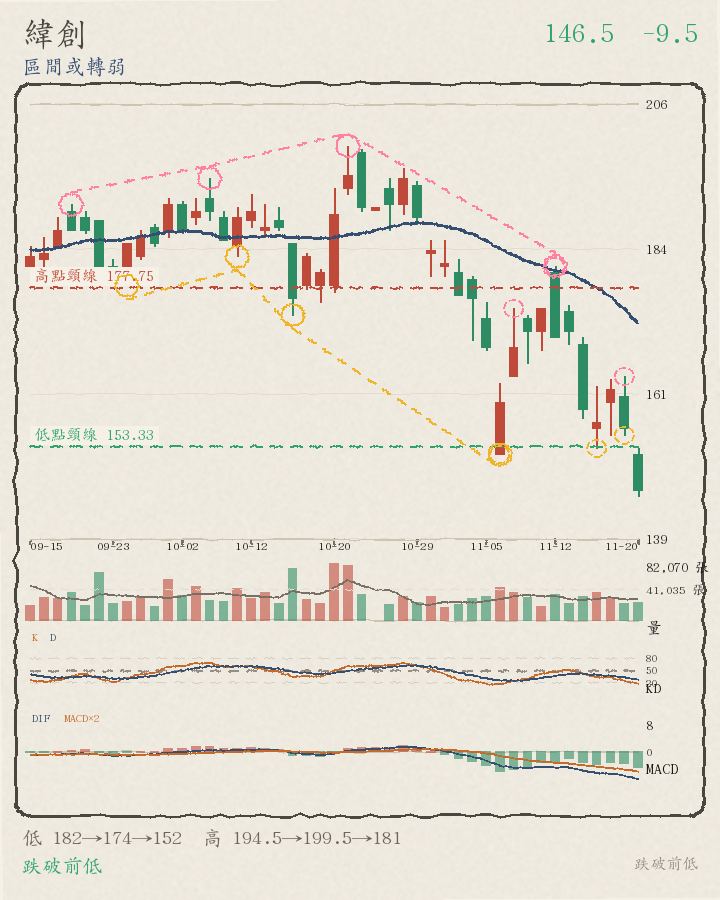 緯創
146.5 -9.5
區間或轉弱
206
184
高點頸線 177.75
161
低點頸線 153.33
139
09-15 09-23 10-02 10-12 10-20 10-29 11-05 11-12 11-20
82,070 張
41,035 張
量
K D
80
50
20
KD
DIF MACD×2
8
0
MACD
低 182→174→152 高 194.5→199.5→181
跌破前低
跌破前低